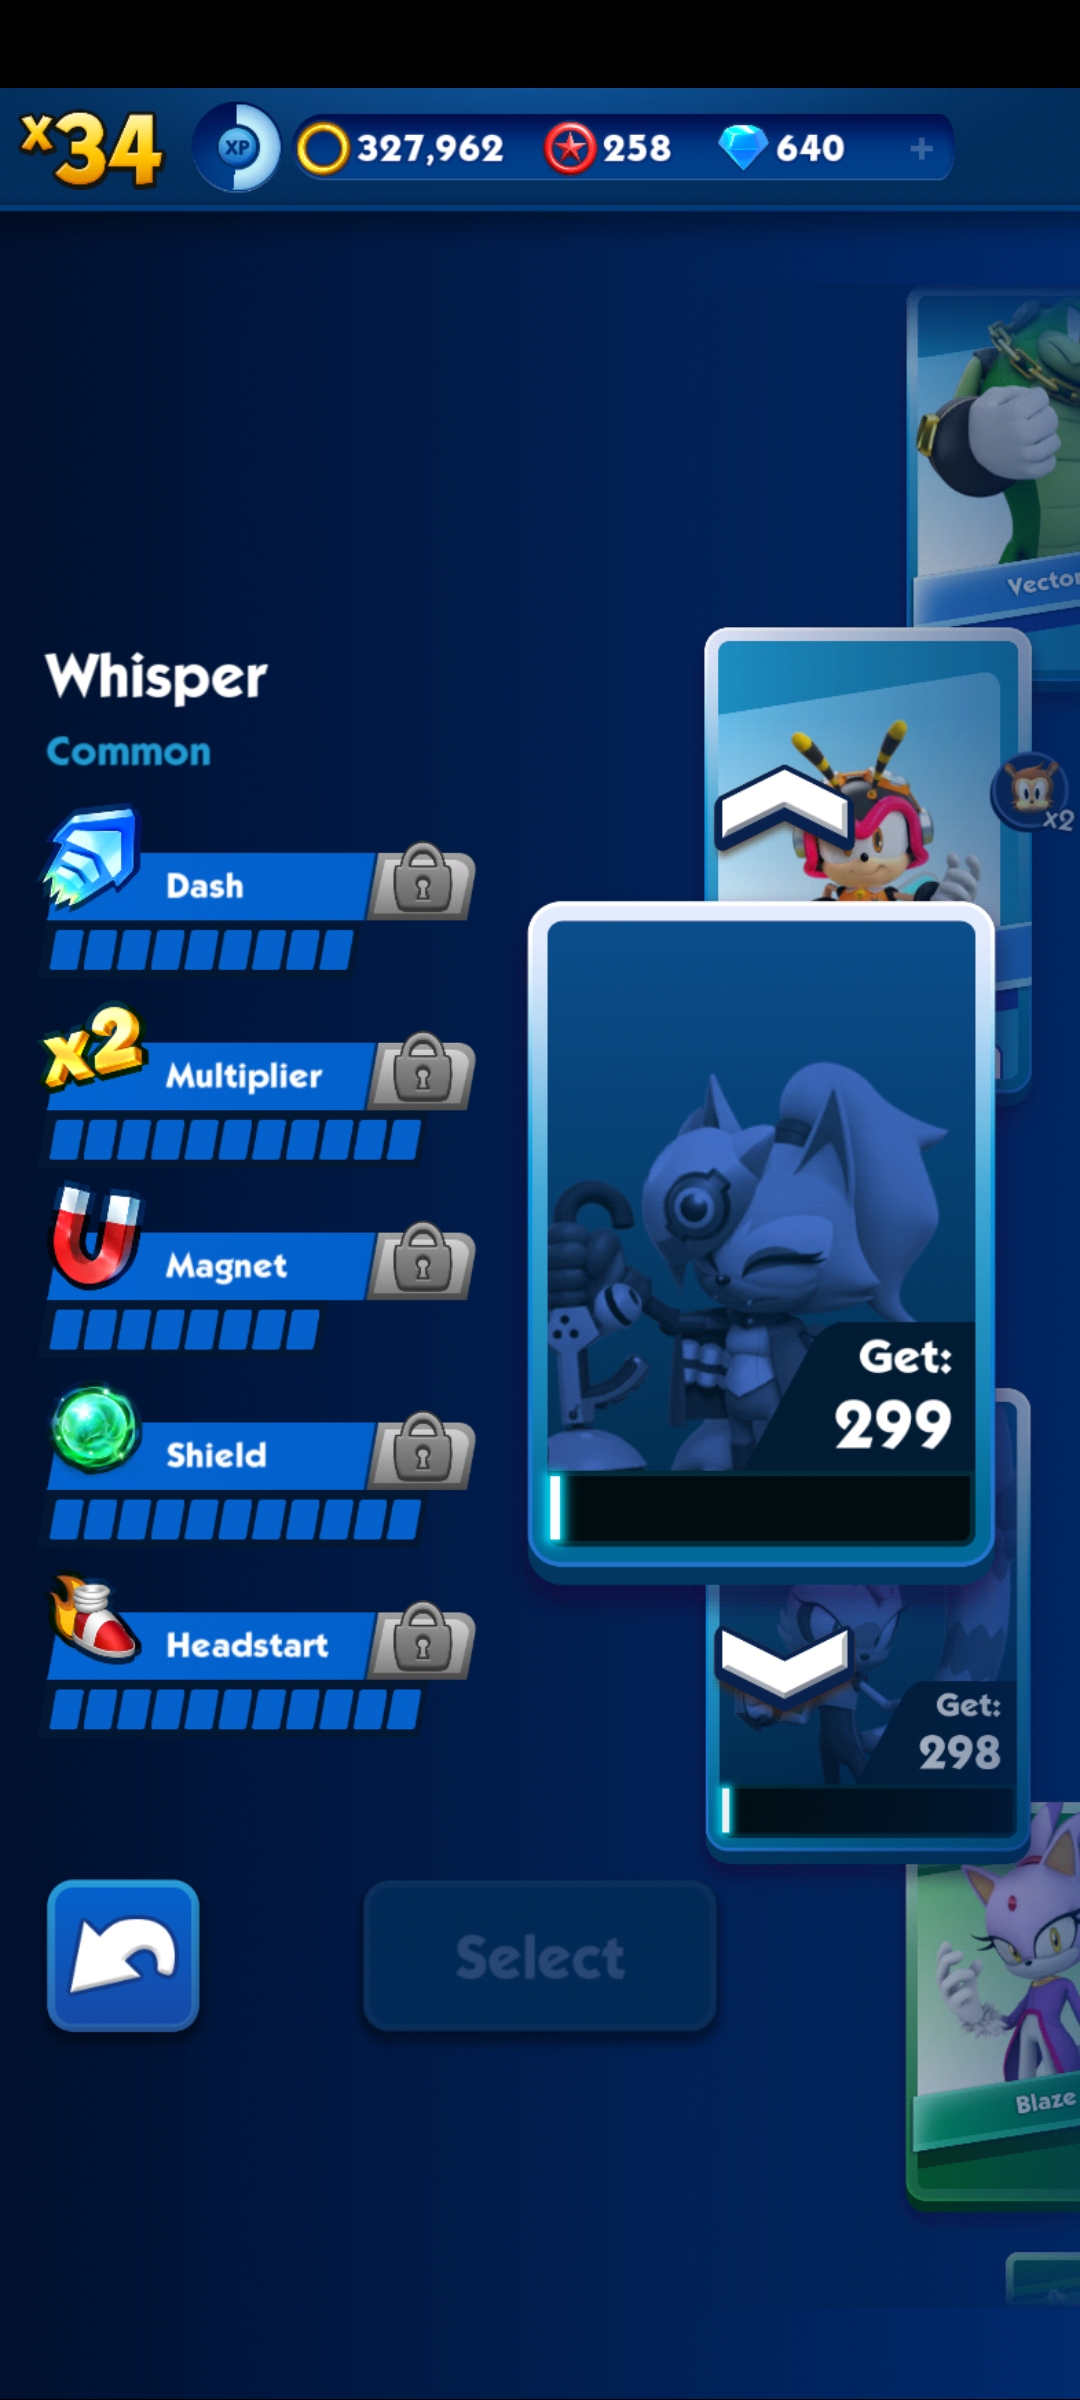 x34
XP
327,962
258
640
+
Vector
Whisper
Common
x2
Dash
x2
Multiplier
Magnet
Get:
299
Shield
Headstart
Get:
298
Select
Blaze